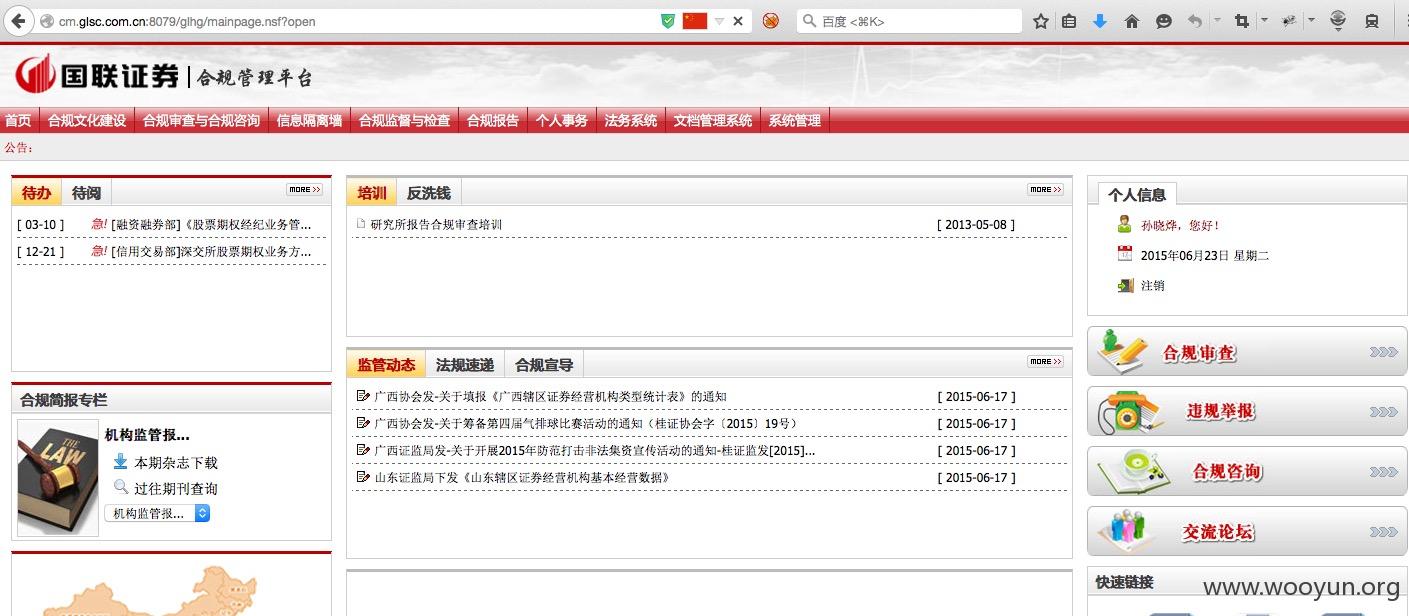 cm.glsc.com.cn:8079/glhg/mainpage.nsf?open
百度 <⌘K>
国联证券 | 合规管理平台
首页 合规文化建设 合规审查与合规咨询 信息隔离墙 合规监督与检查 合规报告 个人事务 法务系统 文档管理系统 系统管理
公告:
待办 待阅 MORE >>
[ 03-10 ] 急! [融资融券部]《股票期权经纪业务管...
[ 12-21 ] 急! [信用交易部]深交所股票期权业务方...
合规简报专栏
THE LAW
机构监管报...
本期杂志下载
过往期刊查询
机构监管报...
培训 反洗钱 MORE >>
研究所报告合规审查培训 [ 2013-05-08 ]
监管动态 法规速递 合规宣导 MORE >>
广西协会发-关于填报《广西辖区证券经营机构类型统计表》的通知 [ 2015-06-17 ]
广西协会发-关于筹备第四届气排球比赛活动的通知（桂证协会字〔2015〕19号） [ 2015-06-17 ]
广西证监局发-关于开展2015年防范打击非法集资宣传活动的通知-桂证监发[2015]... [ 2015-06-17 ]
山东证监局下发《山东辖区证券经营机构基本经营数据》 [ 2015-06-17 ]
个人信息
孙晓烨，您好！
2015年06月23日 星期二
注销
合规审查
违规举报
合规咨询
交流论坛
快速链接
www.wooyun.org